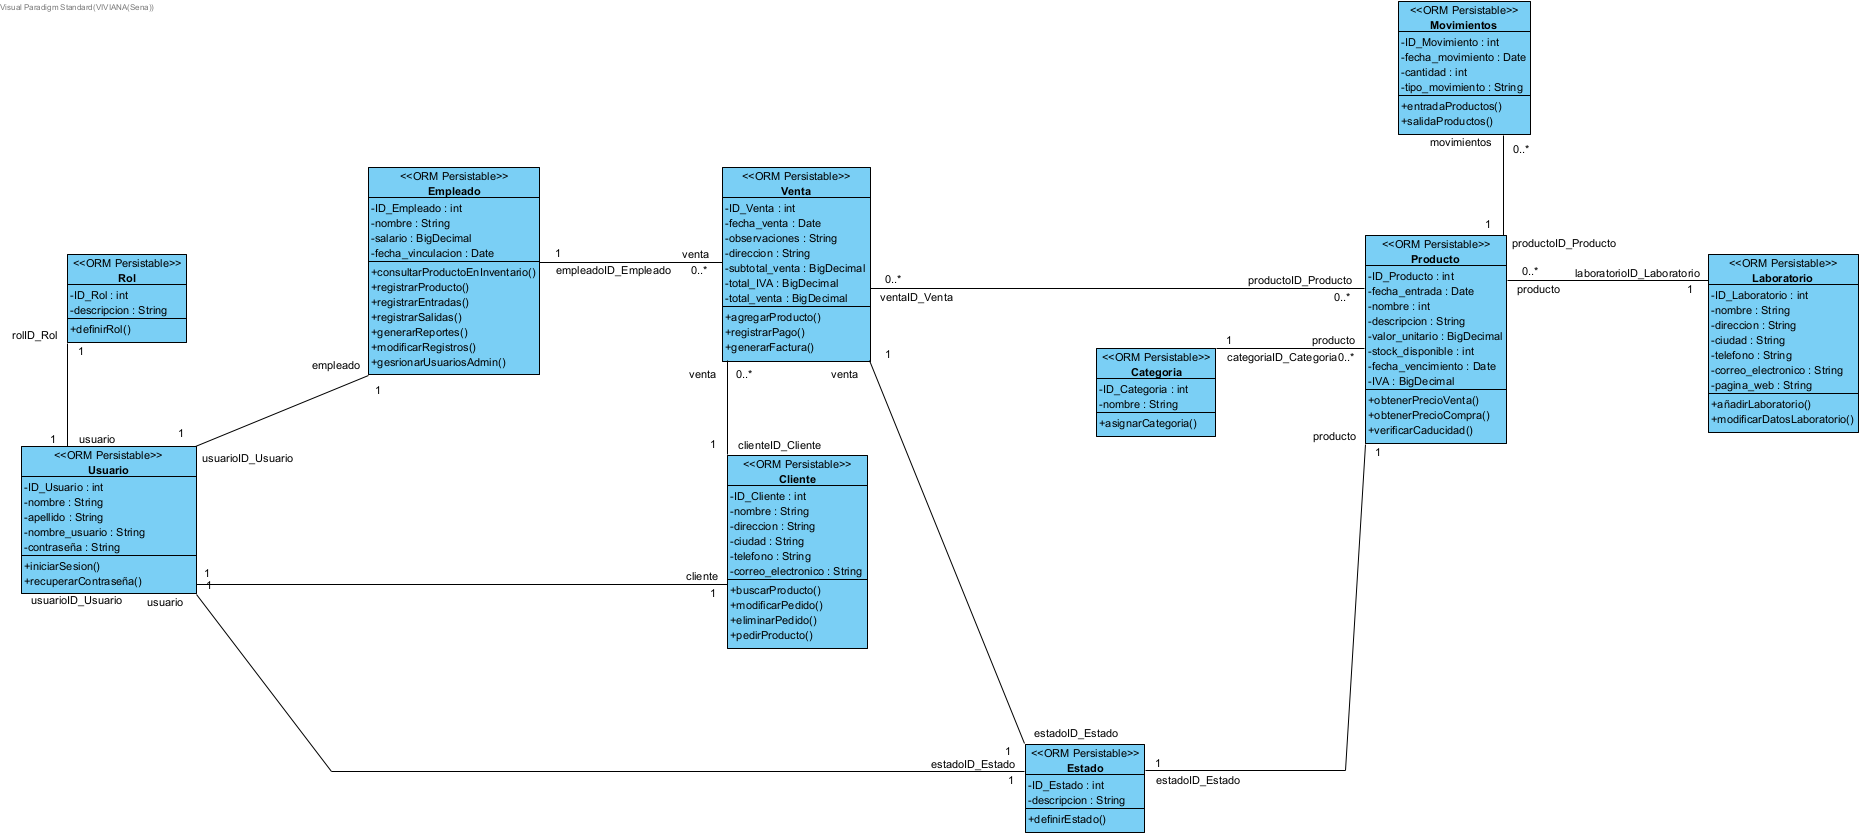 Visual Paradigm Standard(VIVIANA(Sena))
<<ORM Persistable>>
Movimientos
-ID_Movimiento : int
-fecha_movimiento : Date
-cantidad : int
-tipo_movimiento : String
+entradaProductos()
+salidaProductos()
movimientos
0..*
1
productoID_Producto
<<ORM Persistable>>
Empleado
-ID_Empleado : int
-nombre : String
-salario : BigDecimal
-fecha_vinculacion : Date
+consultarProductoEnInventario()
+registrarProducto()
+registrarEntradas()
+registrarSalidas()
+generarReportes()
+modificarRegistros()
+gesrionarUsuariosAdmin()
1
empleadoID_Empleado
venta
0..*
<<ORM Persistable>>
Venta
-ID_Venta : int
-fecha_venta : Date
-observaciones : String
-direccion : String
-subtotal_venta : BigDecimal
-total_IVA : BigDecimal
-total_venta : BigDecimal
+agregarProducto()
+registrarPago()
+generarFactura()
0..*
ventaID_Venta
productoID_Producto
0..*
<<ORM Persistable>>
Producto
-ID_Producto : int
-fecha_entrada : Date
-nombre : int
-descripcion : String
-valor_unitario : BigDecimal
-stock_disponible : int
-fecha_vencimiento : Date
-IVA : BigDecimal
+obtenerPrecioVenta()
+obtenerPrecioCompra()
+verificarCaducidad()
0..*
producto
laboratorioID_Laboratorio
1
<<ORM Persistable>>
Laboratorio
-ID_Laboratorio : int
-nombre : String
-direccion : String
-ciudad : String
-telefono : String
-correo_electronico : String
-pagina_web : String
+añadirLaboratorio()
+modificarDatosLaboratorio()
<<ORM Persistable>>
Rol
-ID_Rol : int
-descripcion : String
+definirRol()
rolID_Rol
1
1
usuario
empleado
1
1
usuarioID_Usuario
1
categoriaID_Categoria
producto
0..*
<<ORM Persistable>>
Categoria
-ID_Categoria : int
-nombre : String
+asignarCategoria()
venta
0..*
venta
1
1
clienteID_Cliente
producto
1
<<ORM Persistable>>
Usuario
-ID_Usuario : int
-nombre : String
-apellido : String
-nombre_usuario : String
-contraseña : String
+iniciarSesion()
+recuperarContraseña()
1
1
usuarioID_Usuario
usuario
cliente
1
<<ORM Persistable>>
Cliente
-ID_Cliente : int
-nombre : String
-direccion : String
-ciudad : String
-telefono : String
-correo_electronico : String
+buscarProducto()
+modificarPedido()
+eliminarPedido()
+pedirProducto()
estadoID_Estado
1
estadoID_Estado
1
1
estadoID_Estado
<<ORM Persistable>>
Estado
-ID_Estado : int
-descripcion : String
+definirEstado()